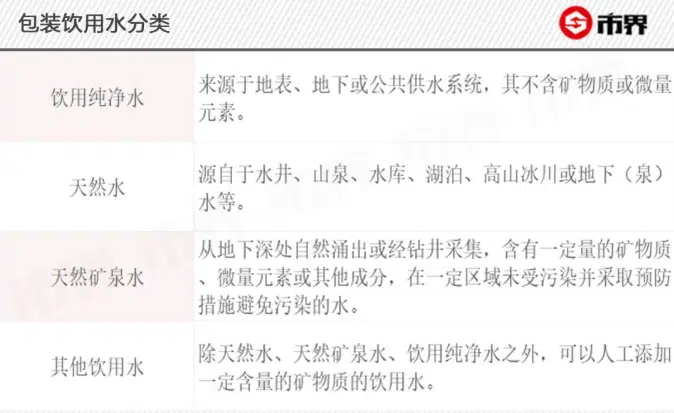 包装饮用水分类
市界
饮用纯净水
来源于地表、地下或公共供水系统，其不含矿物质或微量
元素。
天然水
源自于水井、山泉、水库、湖泊、高山冰川或地下（泉）
水等。
天然矿泉水
从地下深处自然涌出或经钻井采集，含有一定量的矿物质
、微量元素或其他成分，在一定区域未受污染并采取预防
措施避免污染的水。
其他饮用水
除天然水、天然矿泉水、饮用纯净水之外，可以人工添加
一定含量的矿物质的饮用水。